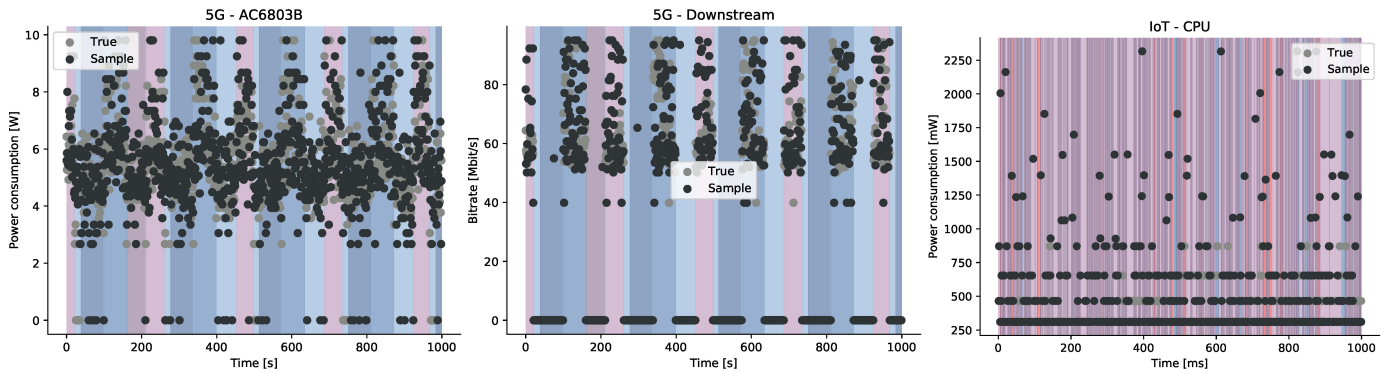 5G - AC6803B
Power consumption [W]
10
8
6
4
2
0
True
Sample
0 200 400 600 800 1000
Time [s]
5G - Downstream
Bitrate [Mbit/s]
80
60
40
20
0
True
Sample
0 200 400 600 800 1000
Time [s]
IoT - CPU
Power consumption [mW]
2250
2000
1750
1500
1250
1000
750
500
250
True
Sample
0 200 400 600 800 1000
Time [ms]